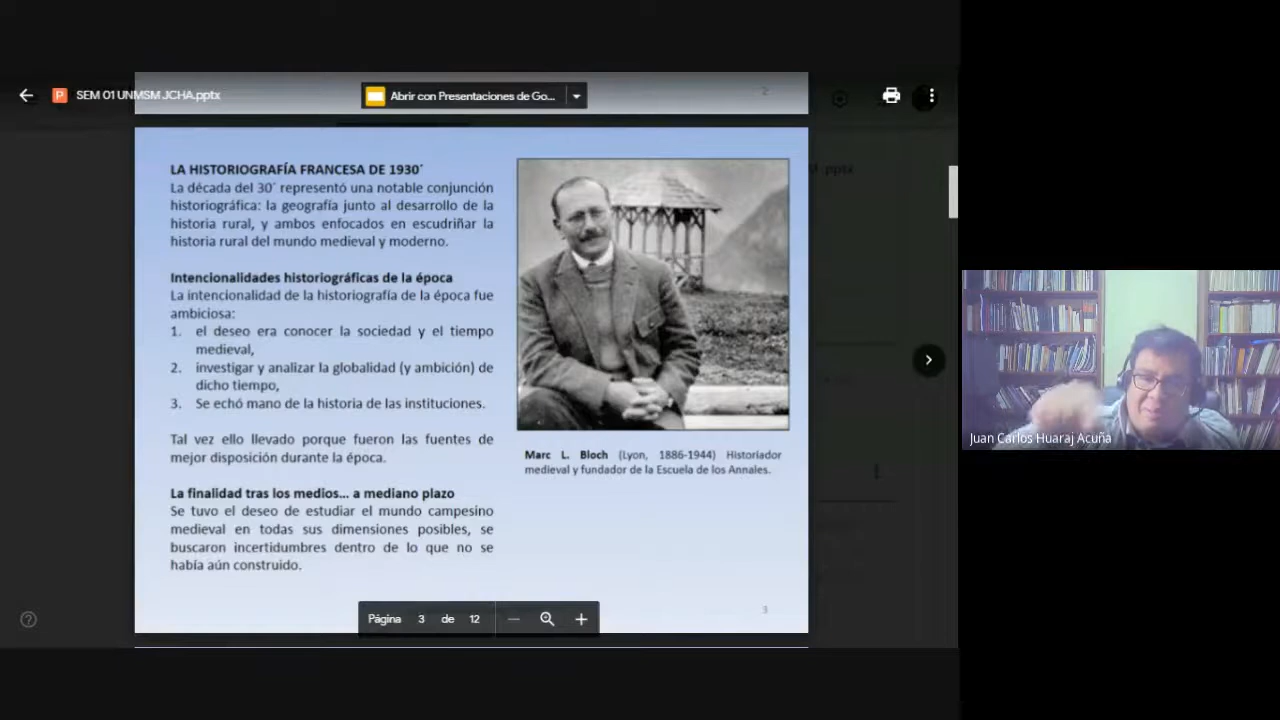 2
SEM 01 UNMSM JCHA.pptx
Abrir con Presentaciones de Go...
.pptx
LA HISTORIOGRAFÍA FRANCESA DE 1930´
La década del 30´ representó una notable conjunción
historiográfica: la geografía junto al desarrollo de la
historia rural, y ambos enfocados en escudriñar la
historia rural del mundo medieval y moderno.
Intencionalidades historiográficas de la época
La intencionalidad de la historiografía de la época fue
ambiciosa:
1. el deseo era conocer la sociedad y el tiempo
medieval,
2. investigar y analizar la globalidad (y ambición) de
dicho tiempo,
3. Se echó mano de la historia de las instituciones.
Tal vez ello llevado porque fueron las fuentes de
mejor disposición durante la época.
La finalidad tras los medios... a mediano plazo
Se tuvo el deseo de estudiar el mundo campesino
medieval en todas sus dimensiones posibles, se
buscaron incertidumbres dentro de lo que no se
había aún construido.
Marc L. Bloch (Lyon, 1886-1944) Historiador
medieval y fundador de la Escuela de los Annales.
3
Página 3 de 12
Juan Carlos Huaraj Acuña